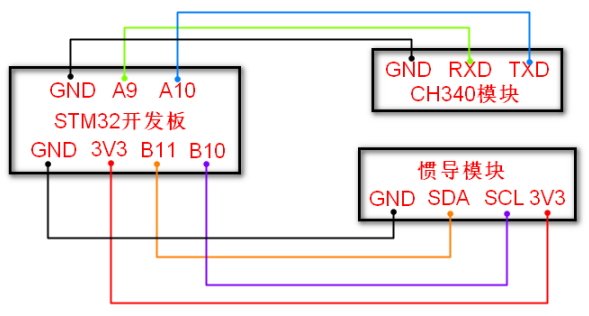 GND A9 A10
STM32开发板
GND 3V3 B11 B10
GND RXD TXD
CH340模块
惯导模块
GND SDA SCL 3V3